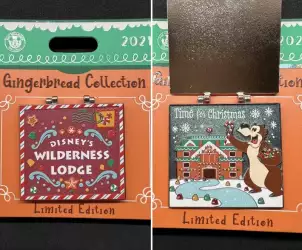 2021
Gingerbread Collection
DISNEY'S
WILDERNESS
LODGE
Limited Edition
2021
Gingerbread Collection
Time for Christmas
Limited Edition